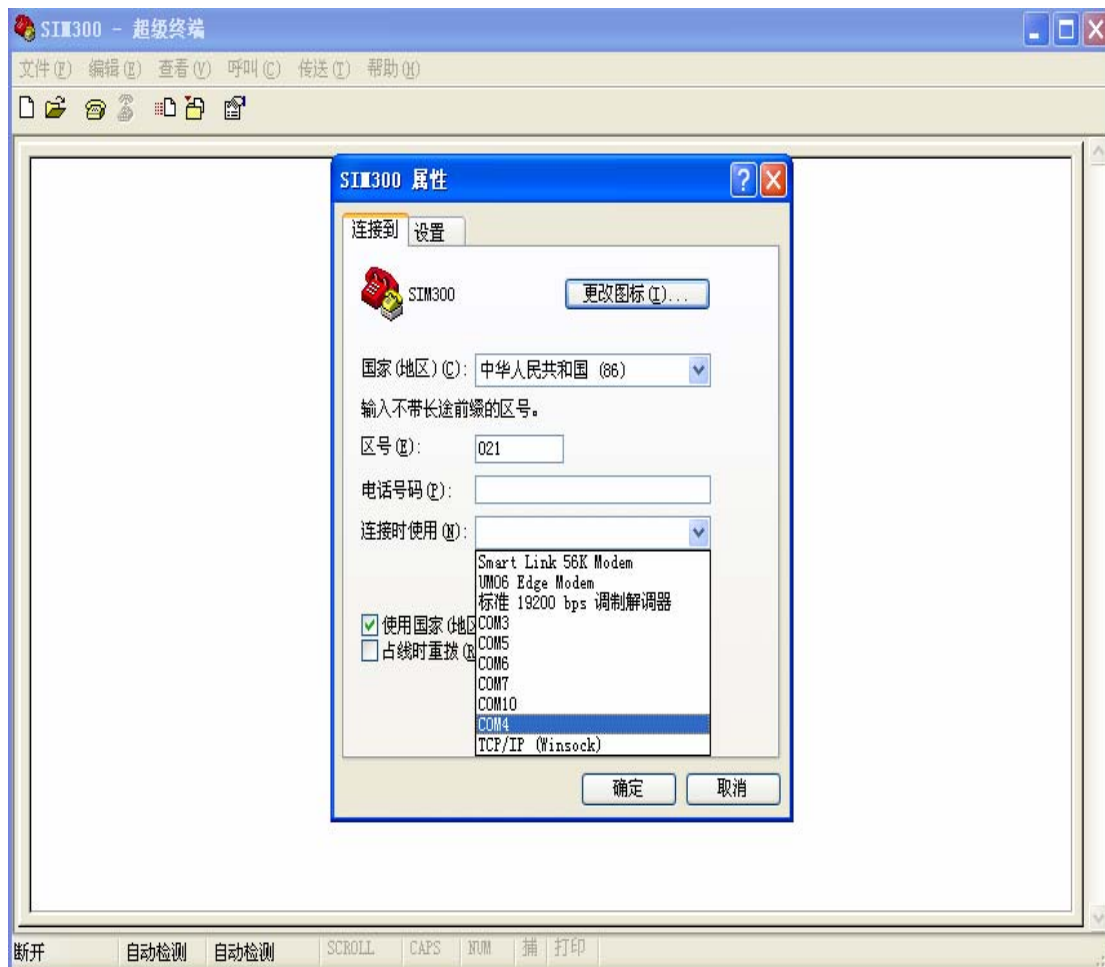 SIM300 - 超级终端
文件(F) 编辑(E) 查看(V) 呼叫(C) 传送(T) 帮助(H)
SIM300 属性
连接到 设置
SIM300 更改图标(I)...
国家(地区)(C): 中华人民共和国 (86)
输入不带长途前缀的区号。
区号(E): 021
电话号码(P):
连接时使用(N):
Smart Link 56K Modem
UM06 Edge Modem
标准 19200 bps 调制解调器
使用国家(地区 COM3
COM5
占线时重拨(R
COM6
COM7
COM10
COM4
TCP/IP (Winsock)
确定 取消
断开 自动检测 自动检测 SCROLL CAPS NUM 捕 打印